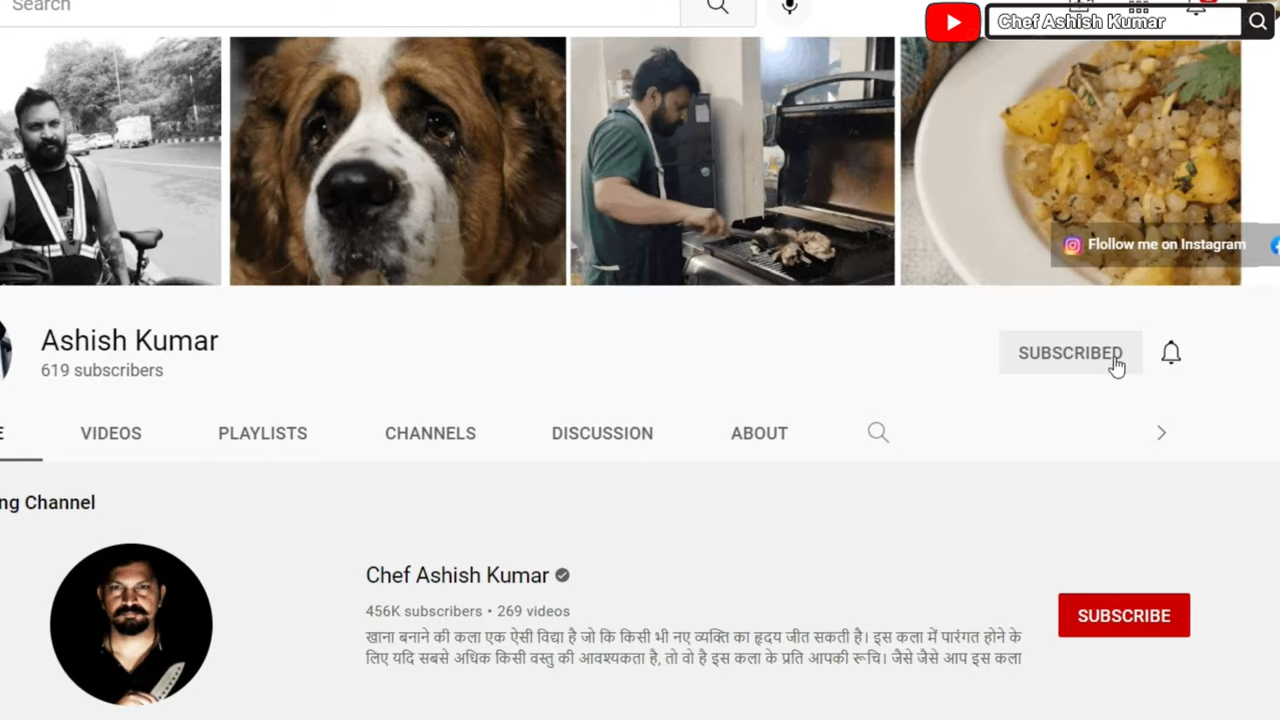 Search
Chef Ashish Kumar
Flollow me on Instagram
Ashish Kumar
619 subscribers
SUBSCRIBED
VIDEOS
PLAYLISTS
CHANNELS
DISCUSSION
ABOUT
ng Channel
Chef Ashish Kumar
456K subscribers • 269 videos
खाना बनाने की कला एक ऐसी विद्या है जो कि किसी भी नए व्यक्ति का हृदय जीत सकती है। इस कला में पारंगत होने के
लिए यदि सबसे अधिक किसी वस्तु की आवश्यकता है, तो वो है इस कला के प्रति आपकी रूचि। जैसे जैसे आप इस कला
SUBSCRIBE